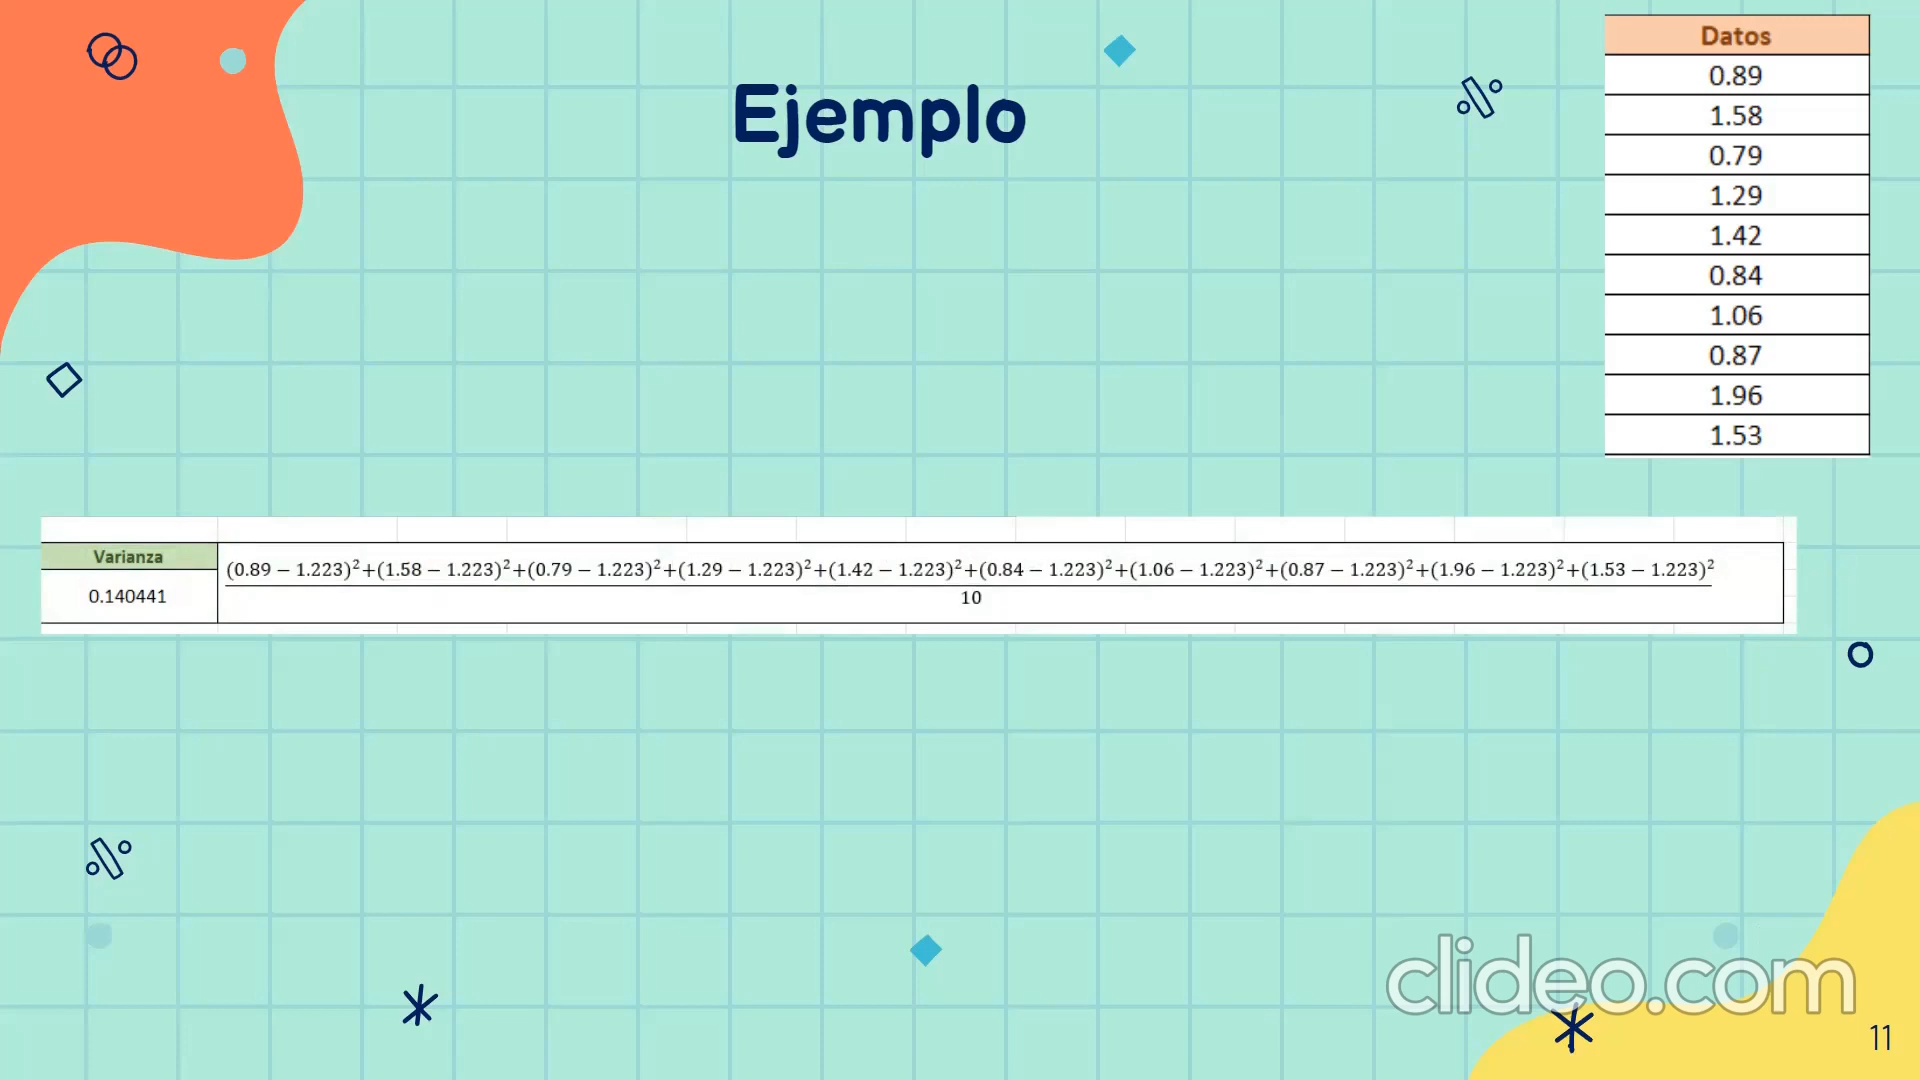 Ejemplo
Datos
0.89
1.58
0.79
1.29
1.42
0.84
1.06
0.87
1.96
1.53
Varianza
0.140441
(0.89 − 1.223)²+(1.58 − 1.223)²+(0.79 − 1.223)²+(1.29 − 1.223)²+(1.42 − 1.223)²+(0.84 − 1.223)²+(1.06 − 1.223)²+(0.87 − 1.223)²+(1.96 − 1.223)²+(1.53 − 1.223)²
10
clideo.com
11